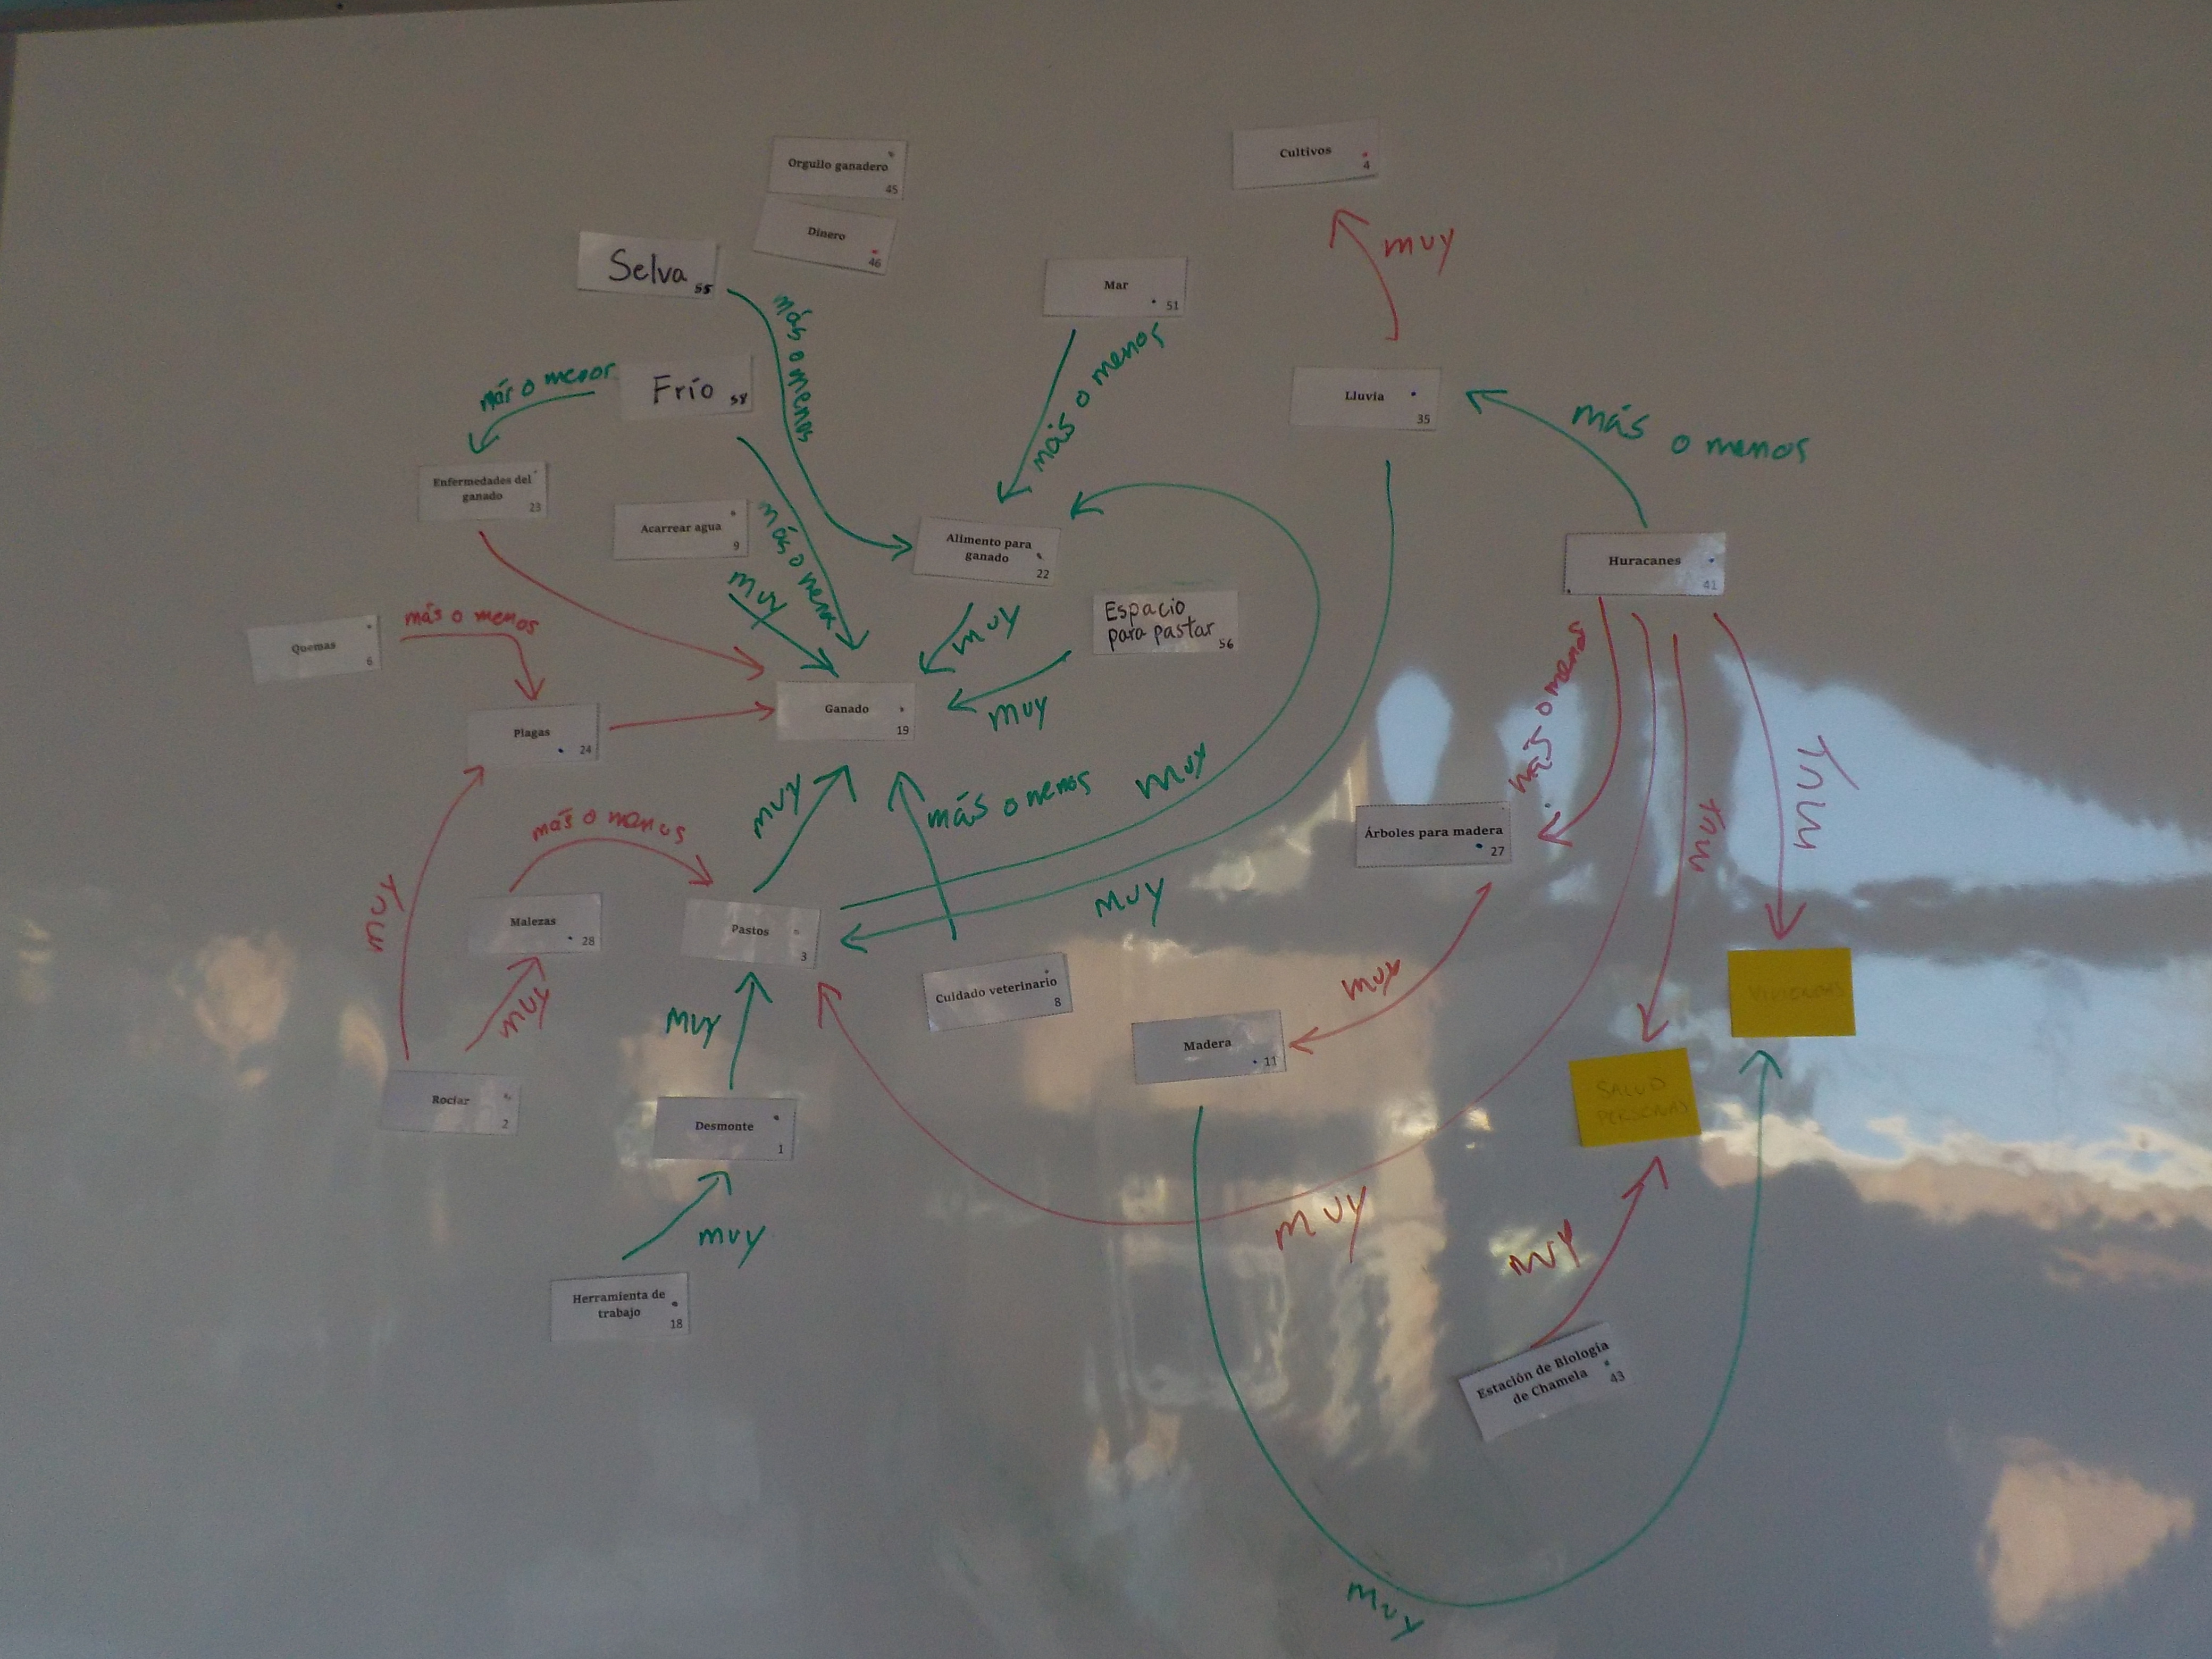 Orgullo ganadero
45
Dinero
46
Cultivos
4
Selva 55
Mar
51
muy
más o menos
más o menos
más o menor
Frío 58
Lluvia
35
más o menos
Enfermedades del
ganado
23
Acarrear agua
9
más o menos
Alimento para
ganado
22
Huracanes
41
muy
muy
Espacio
para pastar 56
más o menos
Quemas
6
muy
Ganado
19
Plagas
24
más o menos
muy
muy
más o menos
muy
más o menos
muy
Árboles para madera
27
muy
muy
Malezas
28
Pastos
3
muy
Cuidado veterinario
8
muy
VIVIENDAS
muy
muy
Madera
11
Rociar
2
Desmonte
1
SALUD
PERSONAS
muy
muy
muy
Herramienta de
trabajo
18
Estación de Biología
de Chamela
43
muy